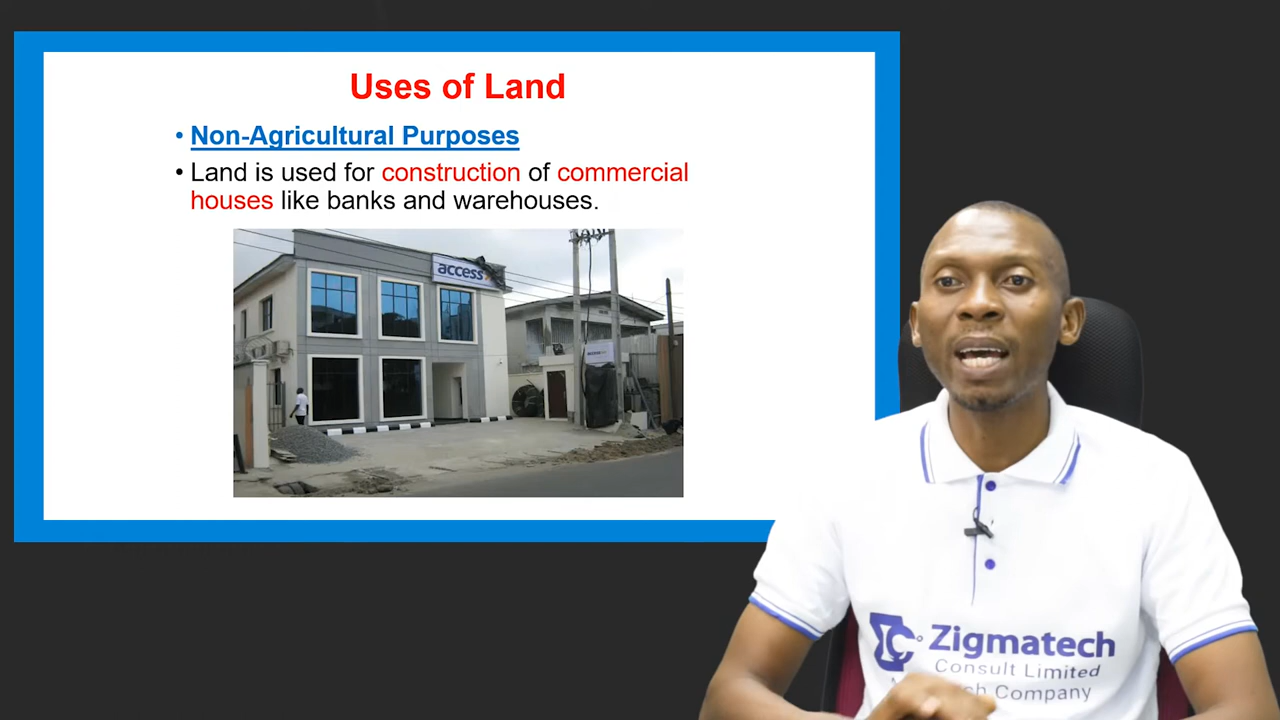 Uses of Land
• Non-Agricultural Purposes
• Land is used for construction of commercial
houses like banks and warehouses.
access
Zigmatech
Consult Limited
Company